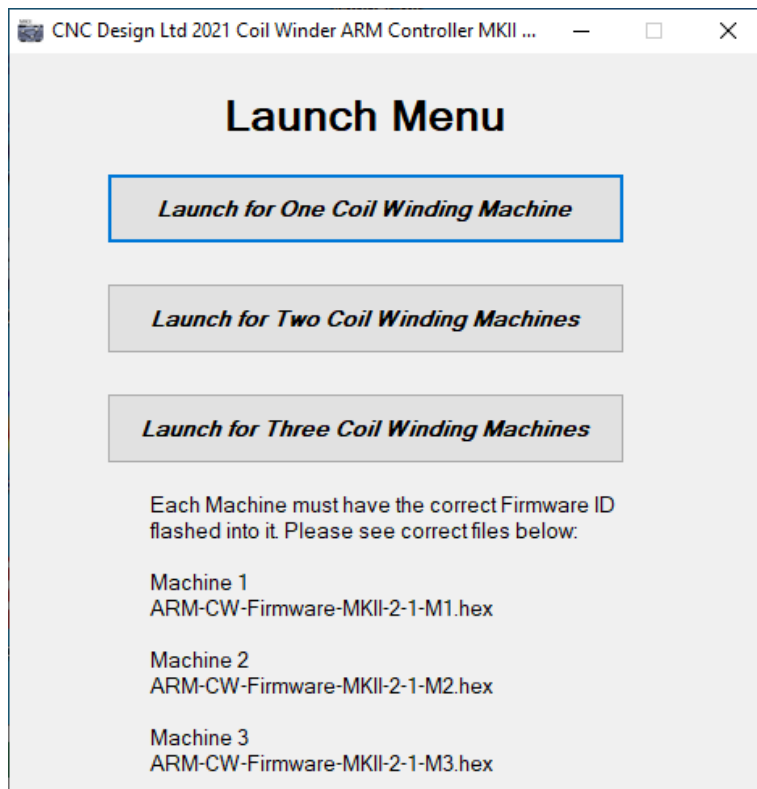 CNC Design Ltd 2021 Coil Winder ARM Controller MKII ...
Launch Menu
Launch for One Coil Winding Machine
Launch for Two Coil Winding Machines
Launch for Three Coil Winding Machines
Each Machine must have the correct Firmware ID
flashed into it. Please see correct files below:
Machine 1
ARM-CW-Firmware-MKII-2-1-M1.hex
Machine 2
ARM-CW-Firmware-MKII-2-1-M2.hex
Machine 3
ARM-CW-Firmware-MKII-2-1-M3.hex